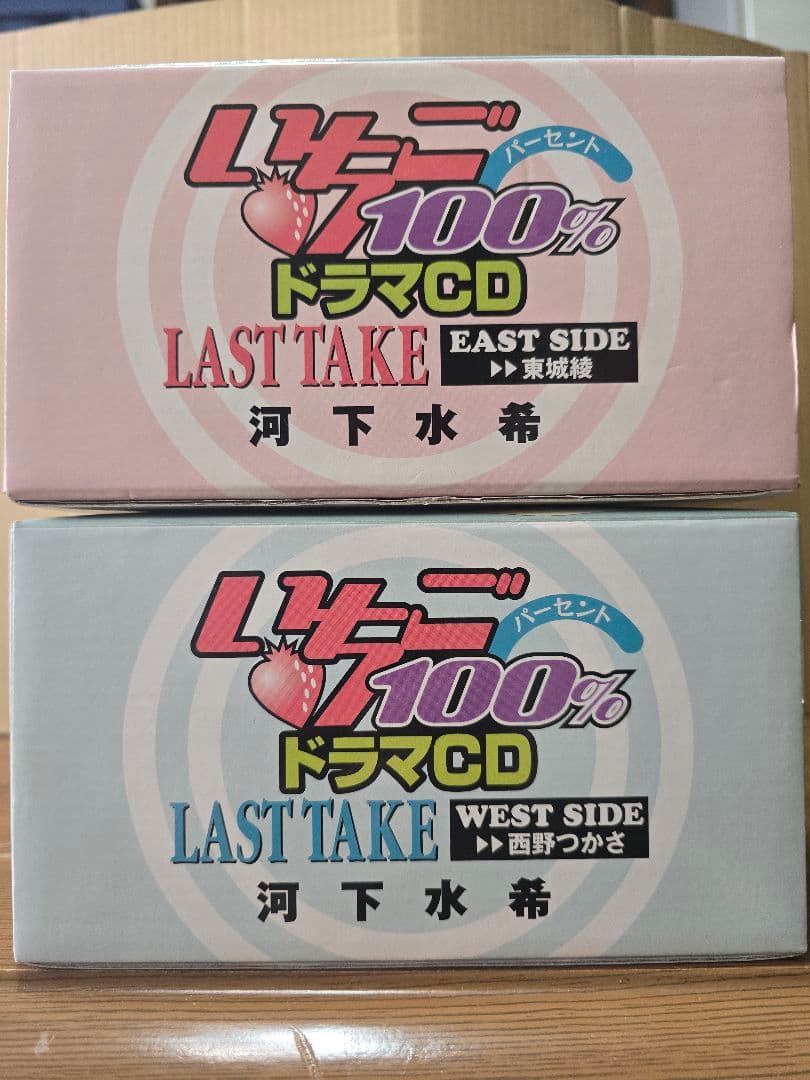 いちご
パーセント
100%
ドラマCD
LAST TAKE
EAST SIDE
▶▶東城綾
河下水希
いちご
パーセント
100%
ドラマCD
LAST TAKE
WEST SIDE
▶▶西野つかさ
河下水希